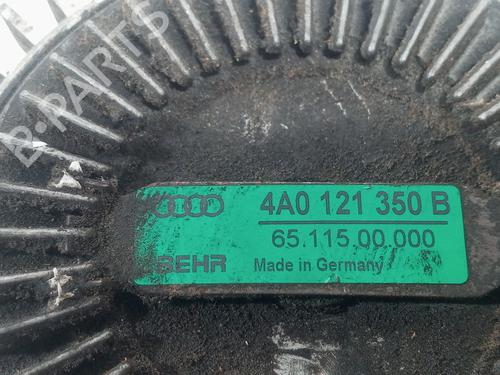 B-PARTS
4A0 121 350 B
65.115.00.000
BEHR Made in Germany